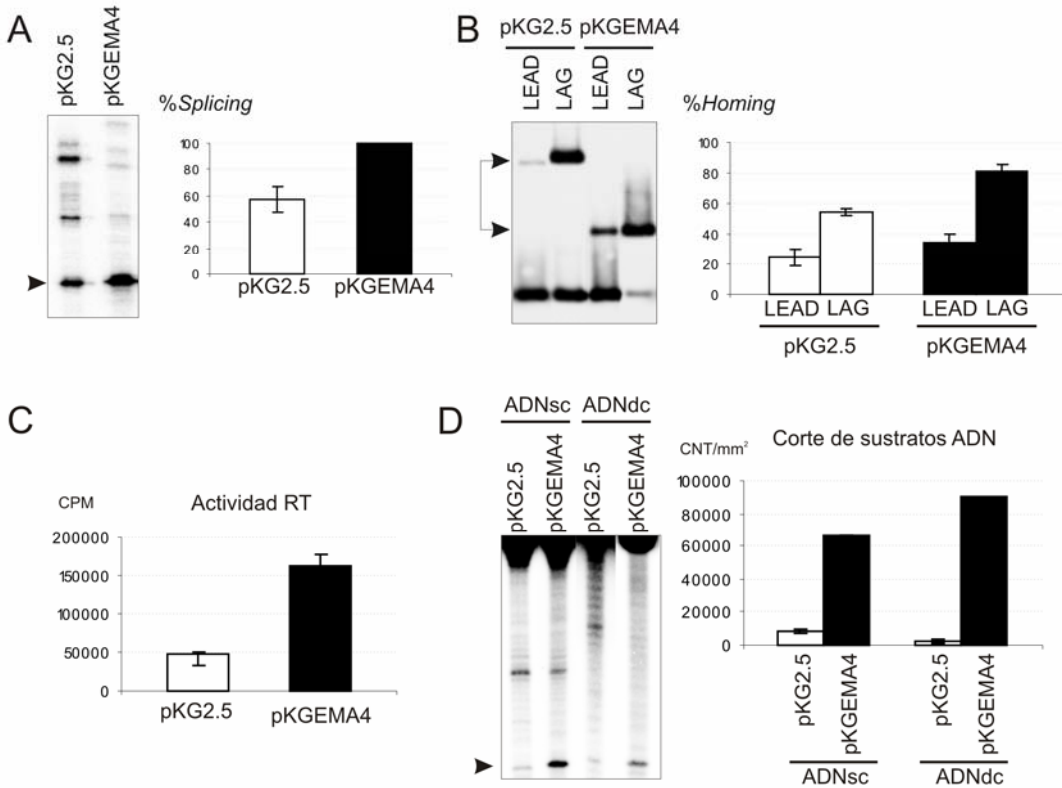 A
pKG2.5
pKGEMA4
%Splicing
100
80
60
40
20
0
pKG2.5 pKGEMA4
B
pKG2.5 pKGEMA4
LEAD
LAG
LEAD
LAG
%Homing
100
80
60
40
20
0
LEAD LAG LEAD LAG
pKG2.5 pKGEMA4
C
CPM
Actividad RT
200000
150000
100000
50000
0
pKG2.5 pKGEMA4
D
ADNsc ADNdc
pKG2.5
pKGEMA4
pKG2.5
pKGEMA4
CNT/mm²
Corte de sustratos ADN
100000
80000
60000
40000
20000
0
pKG2.5
pKGEMA4
pKG2.5
pKGEMA4
ADNsc ADNdc